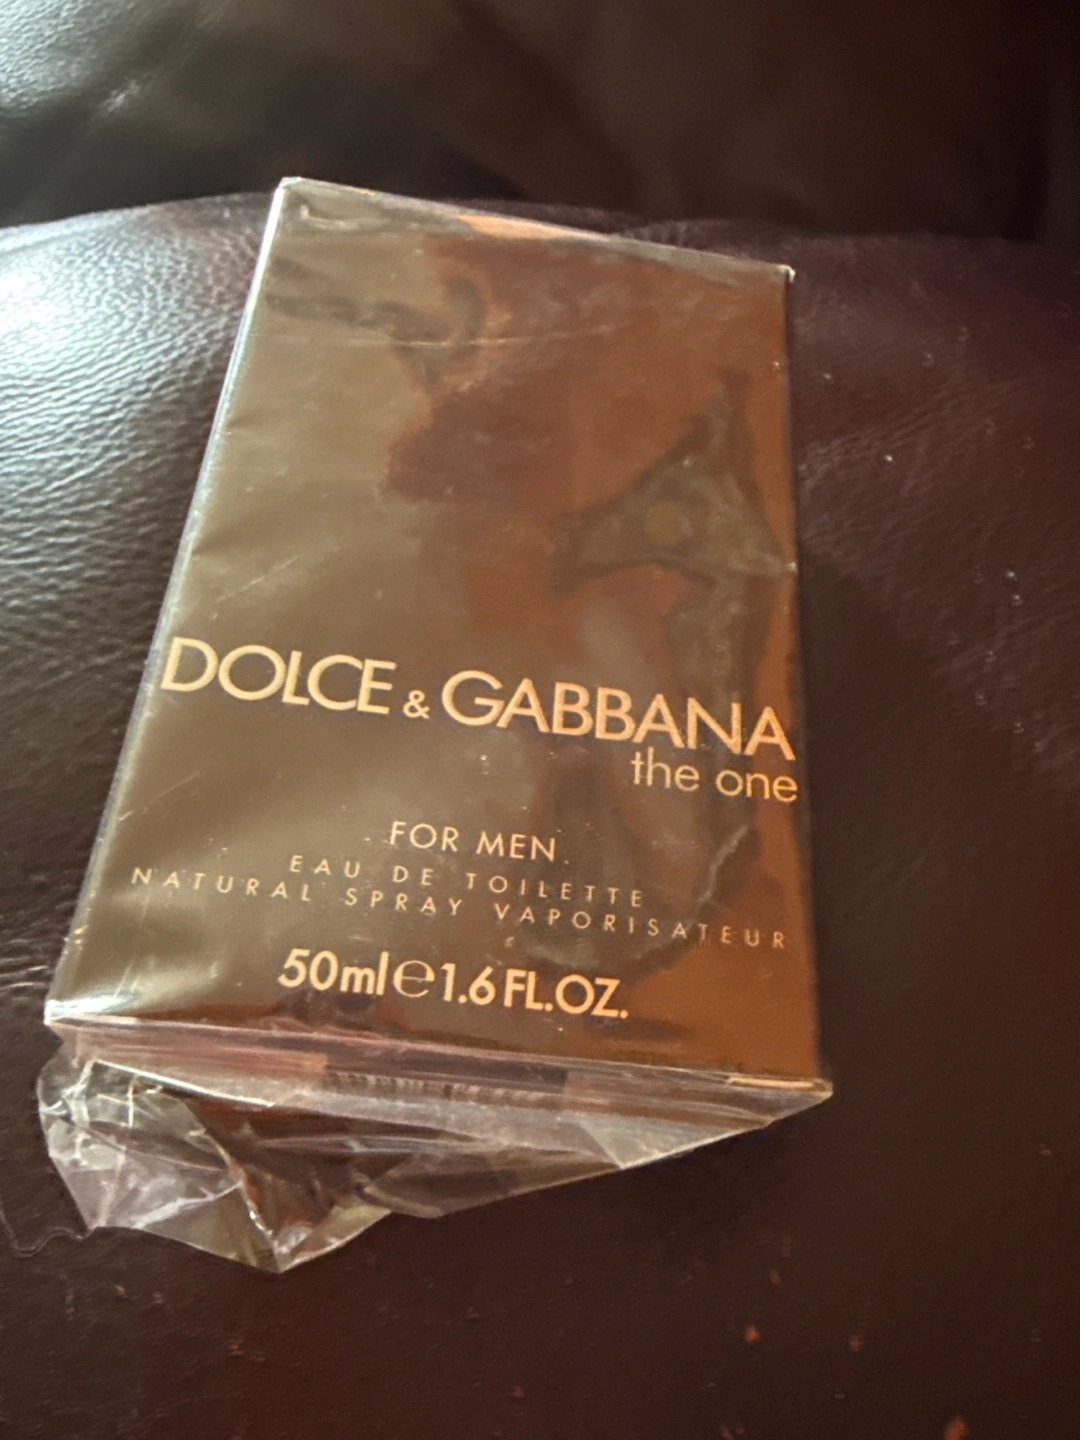 DOLCE & GABBANA
the one
FOR MEN
EAU DE TOILETTE
NATURAL SPRAY VAPORISATEUR
50ml℮1.6 FL.OZ.